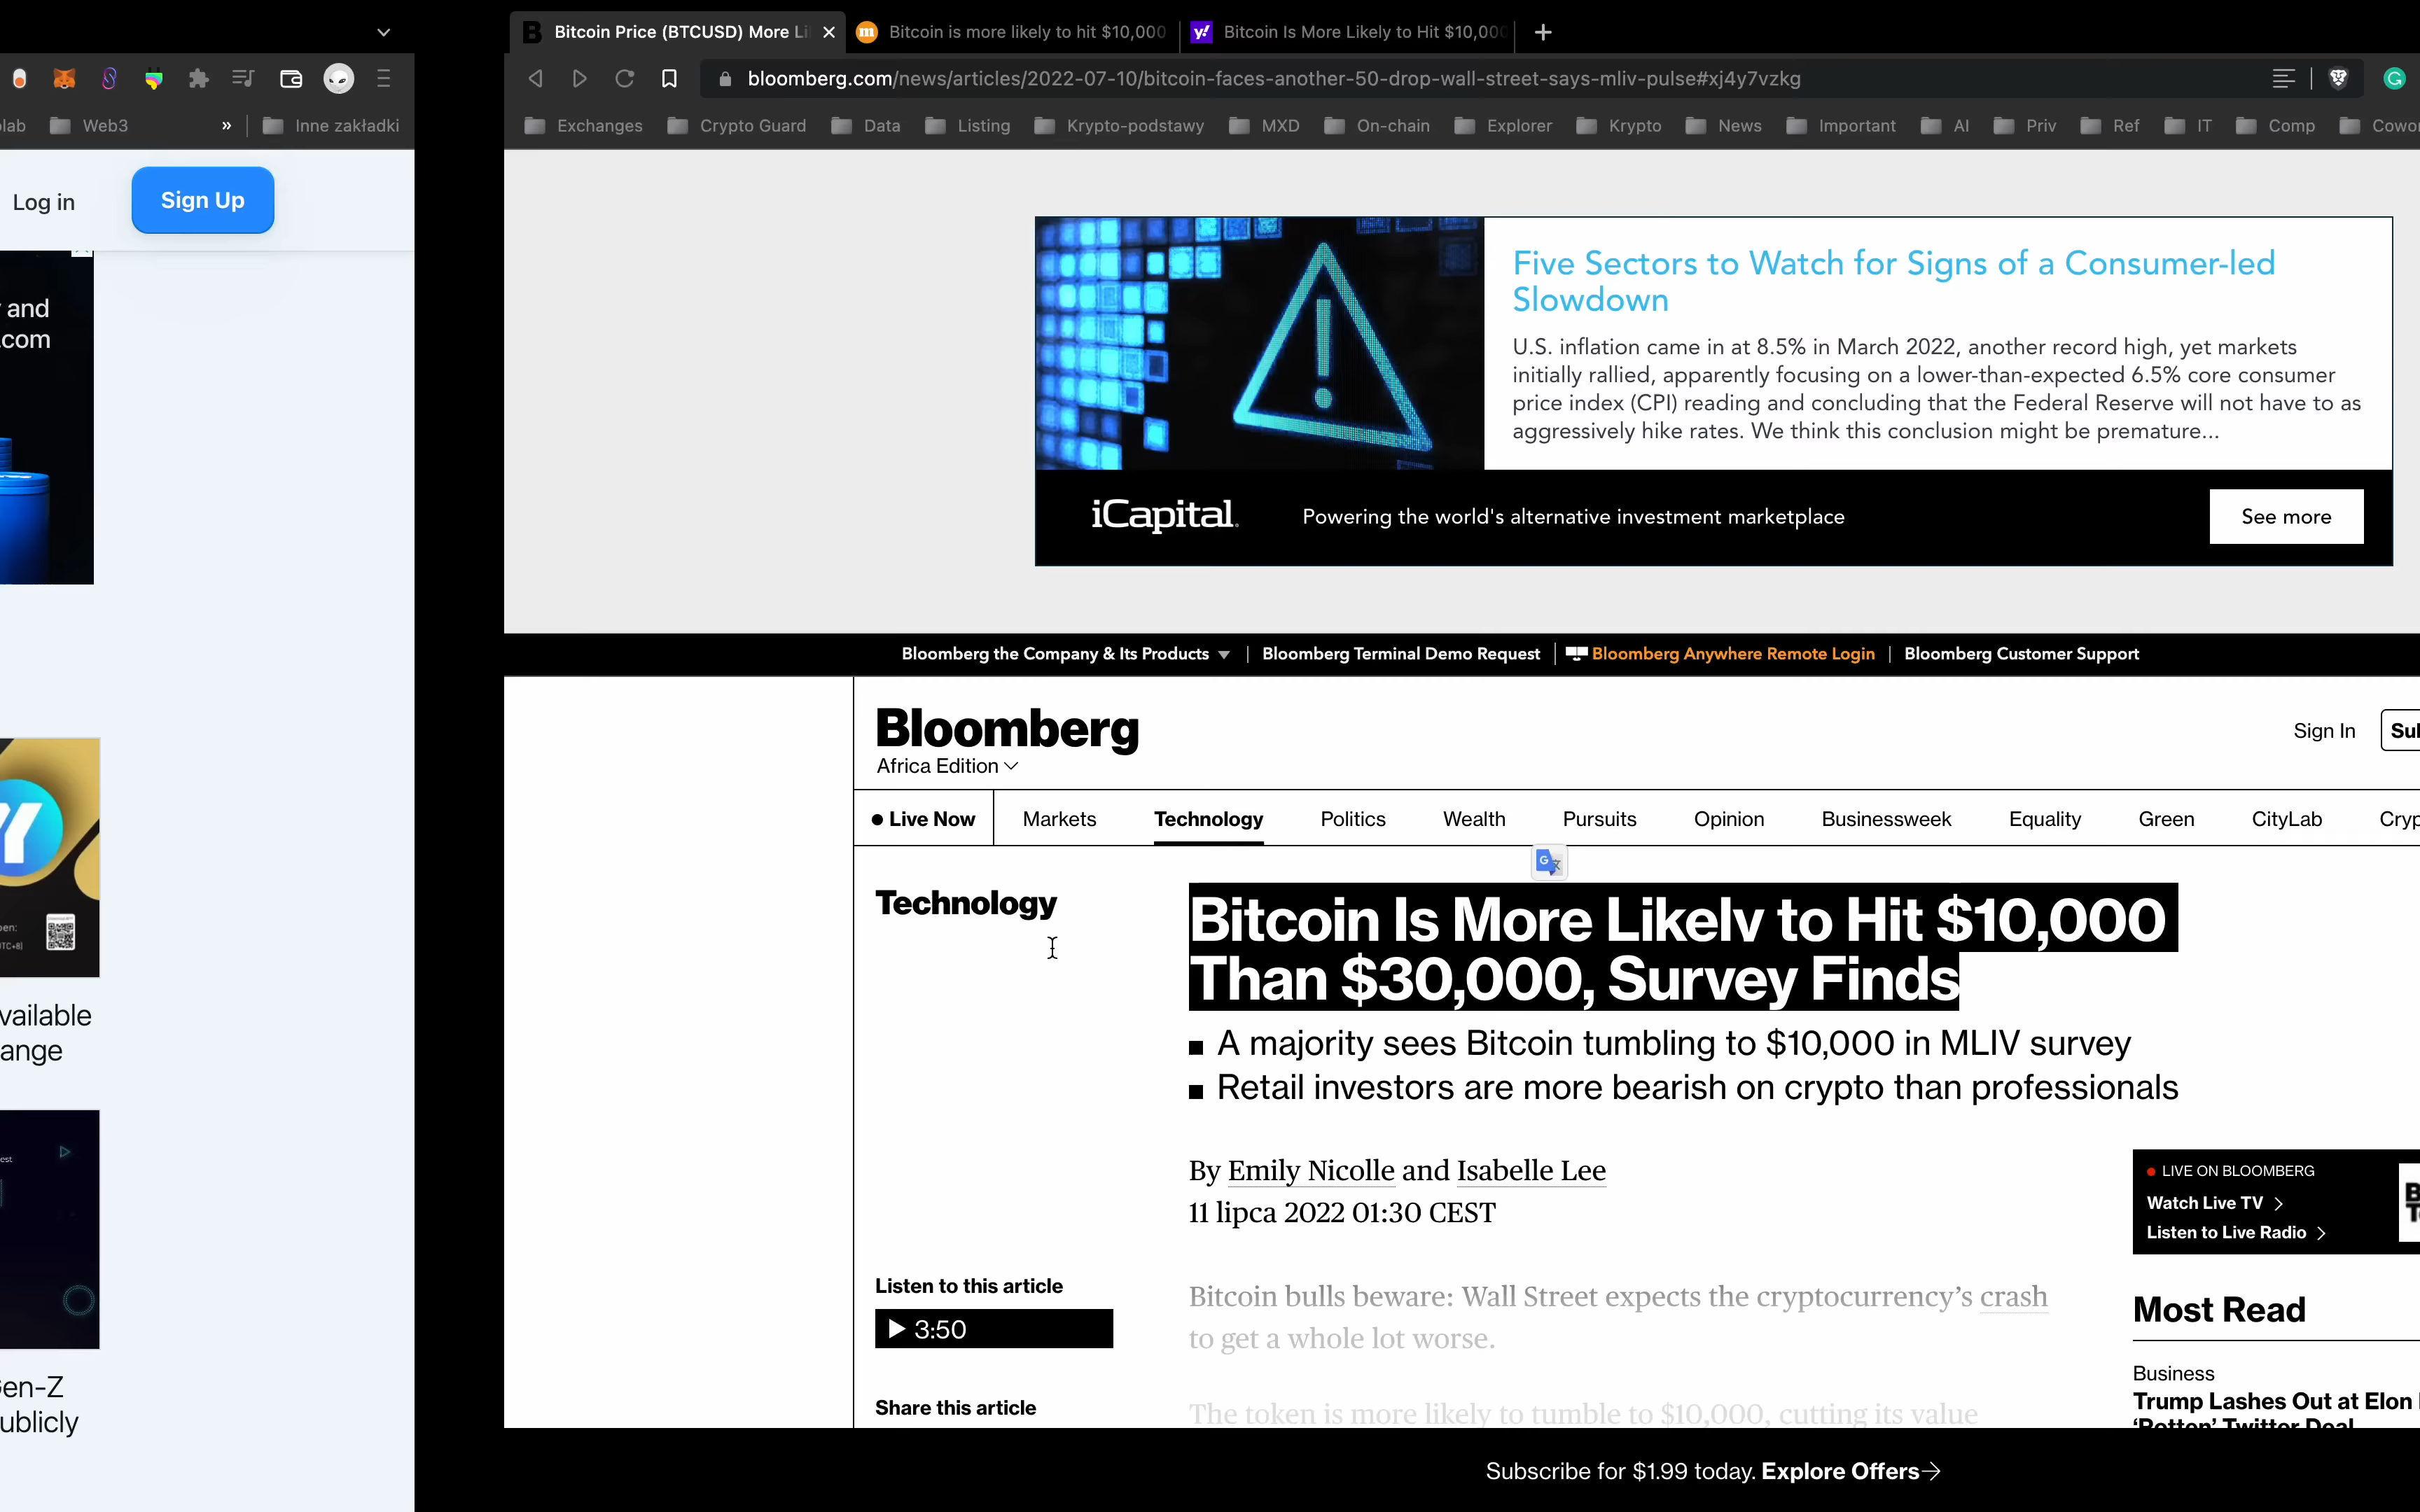 Bitcoin Price (BTCUSD) More Li
Bitcoin is more likely to hit $10,000
Bitcoin Is More Likely to Hit $10,00
bloomberg.com/news/articles/2022-07-10/bitcoin-faces-another-50-drop-wall-street-says-mliv-pulse#xj4y7vzkg
lab
Web3
»
Inne zakładki
Exchanges
Crypto Guard
Data
Listing
Krypto-podstawy
MXD
On-chain
Explorer
Krypto
News
Important
AI
Priv
Ref
IT
Comp
Cowo
Log in
Sign Up
and
.com
Five Sectors to Watch for Signs of a Consumer-led
Slowdown
U.S. inflation came in at 8.5% in March 2022, another record high, yet markets
initially rallied, apparently focusing on a lower-than-expected 6.5% core consumer
price index (CPI) reading and concluding that the Federal Reserve will not have to as
aggressively hike rates. We think this conclusion might be premature...
iCapital.
Powering the world's alternative investment marketplace
See more
Bloomberg the Company & Its Products
Bloomberg Terminal Demo Request
Bloomberg Anywhere Remote Login
Bloomberg Customer Support
Bloomberg
Africa Edition
Sign In
Live Now
Markets
Technology
Politics
Wealth
Pursuits
Opinion
Businessweek
Equality
Green
CityLab
Cryp
Technology
Bitcoin Is More Likely to Hit $10,000
Than $30,000, Survey Finds
■ A majority sees Bitcoin tumbling to $10,000 in MLIV survey
■ Retail investors are more bearish on crypto than professionals
By Emily Nicolle and Isabelle Lee
11 lipca 2022 01:30 CEST
Listen to this article
3:50
Share this article
Bitcoin bulls beware: Wall Street expects the cryptocurrency’s crash
to get a whole lot worse.
The token is more likely to tumble to $10,000, cutting its value
LIVE ON BLOOMBERG
Watch Live TV
Listen to Live Radio
Most Read
Business
Trump Lashes Out at Elon
‘Rotten’ Twitter Deal
vailable
ange
en-Z
ublicly
Subscribe for $1.99 today. Explore Offers→